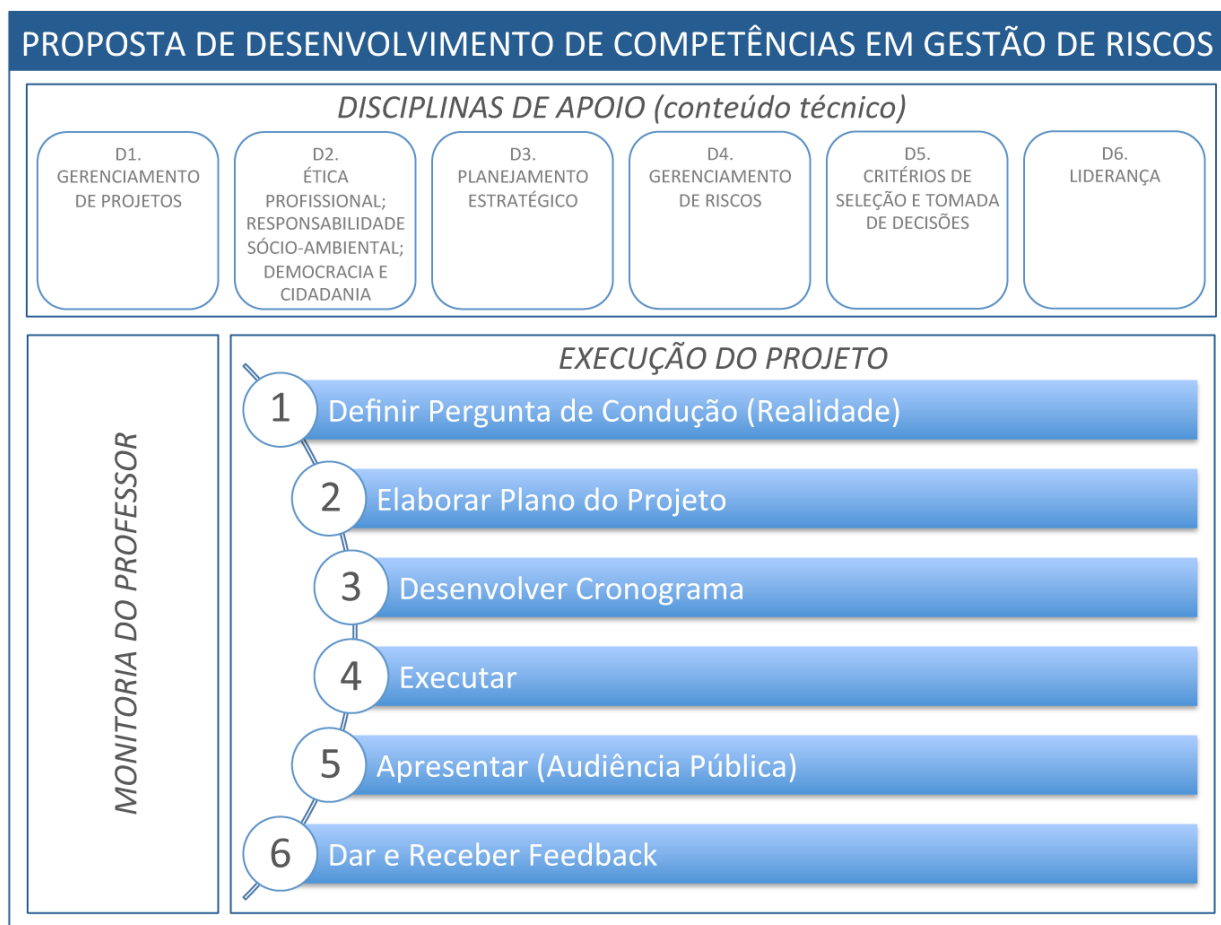 PROPOSTA DE DESENVOLVIMENTO DE COMPETÊNCIAS EM GESTÃO DE RISCOS
DISCIPLINAS DE APOIO (conteúdo técnico)
D1.
GERENCIAMENTO
DE PROJETOS
D2.
ÉTICA
PROFISSIONAL;
RESPONSABILIDADE
SÓCIO-AMBIENTAL;
DEMOCRACIA E
CIDADANIA
D3.
PLANEJAMENTO
ESTRATÉGICO
D4.
GERENCIAMENTO
DE RISCOS
D5.
CRITÉRIOS DE
SELEÇÃO E TOMADA
DE DECISÕES
D6.
LIDERANÇA
MONITORIA DO PROFESSOR
EXECUÇÃO DO PROJETO
1 Definir Pergunta de Condução (Realidade)
2 Elaborar Plano do Projeto
3 Desenvolver Cronograma
4 Executar
5 Apresentar (Audiência Pública)
6 Dar e Receber Feedback